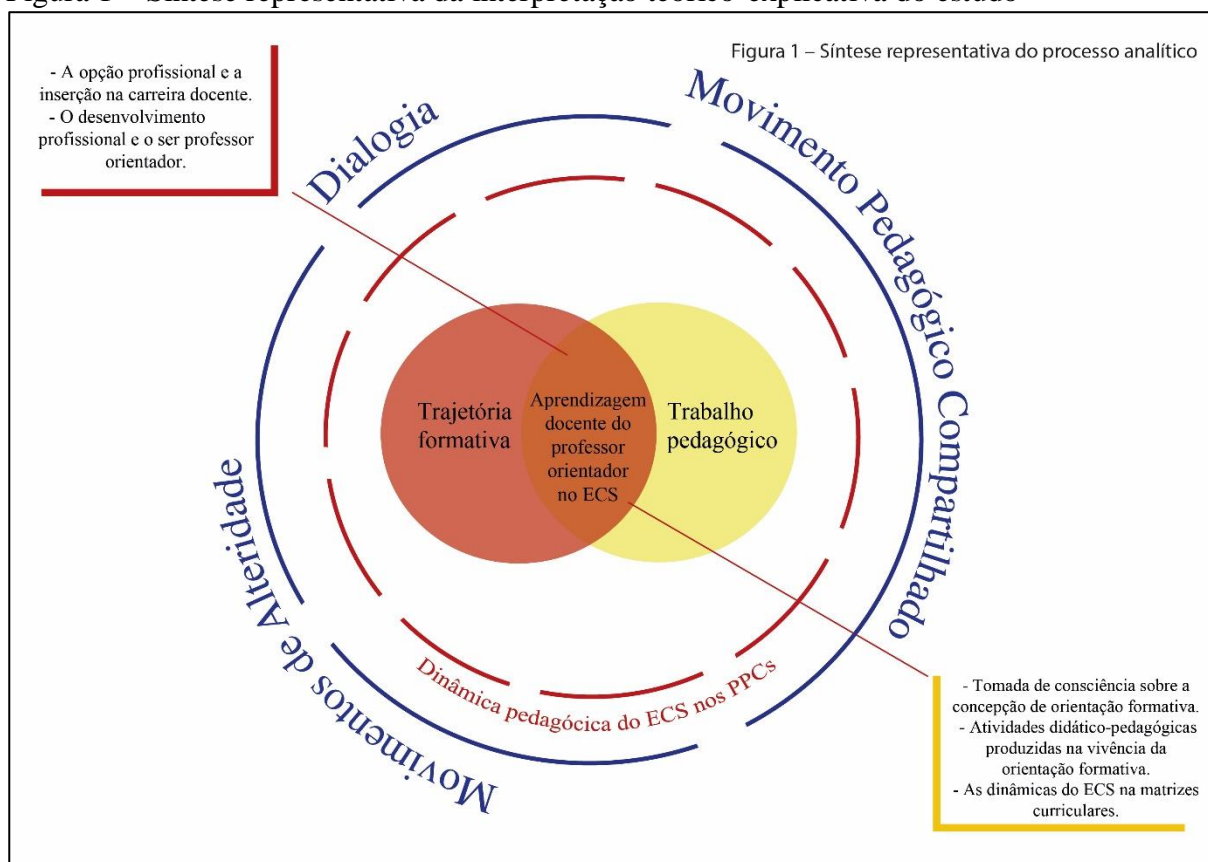 Figura 1 – Síntese representativa da interpretação teórico-explicativa do estudo
Figura 1 – Síntese representativa do processo analítico
- A opção profissional e a
inserção na carreira docente.
- O desenvolvimento
profissional e o ser professor
orientador.
Dialogia
Movimento Pedagógico Compartilhado
Movimentos de Alteridade
Trajetória
formativa
Aprendizagem
docente do
professor
orientador
no ECS
Trabalho
pedagógico
Dinâmica pedagócica do ECS nos PPCs
- Tomada de consciência sobre a
concepção de orientação formativa.
- Atividades didático-pedagógicas
produzidas na vivência da
orientação formativa.
- As dinâmicas do ECS na matrizes
curriculares.